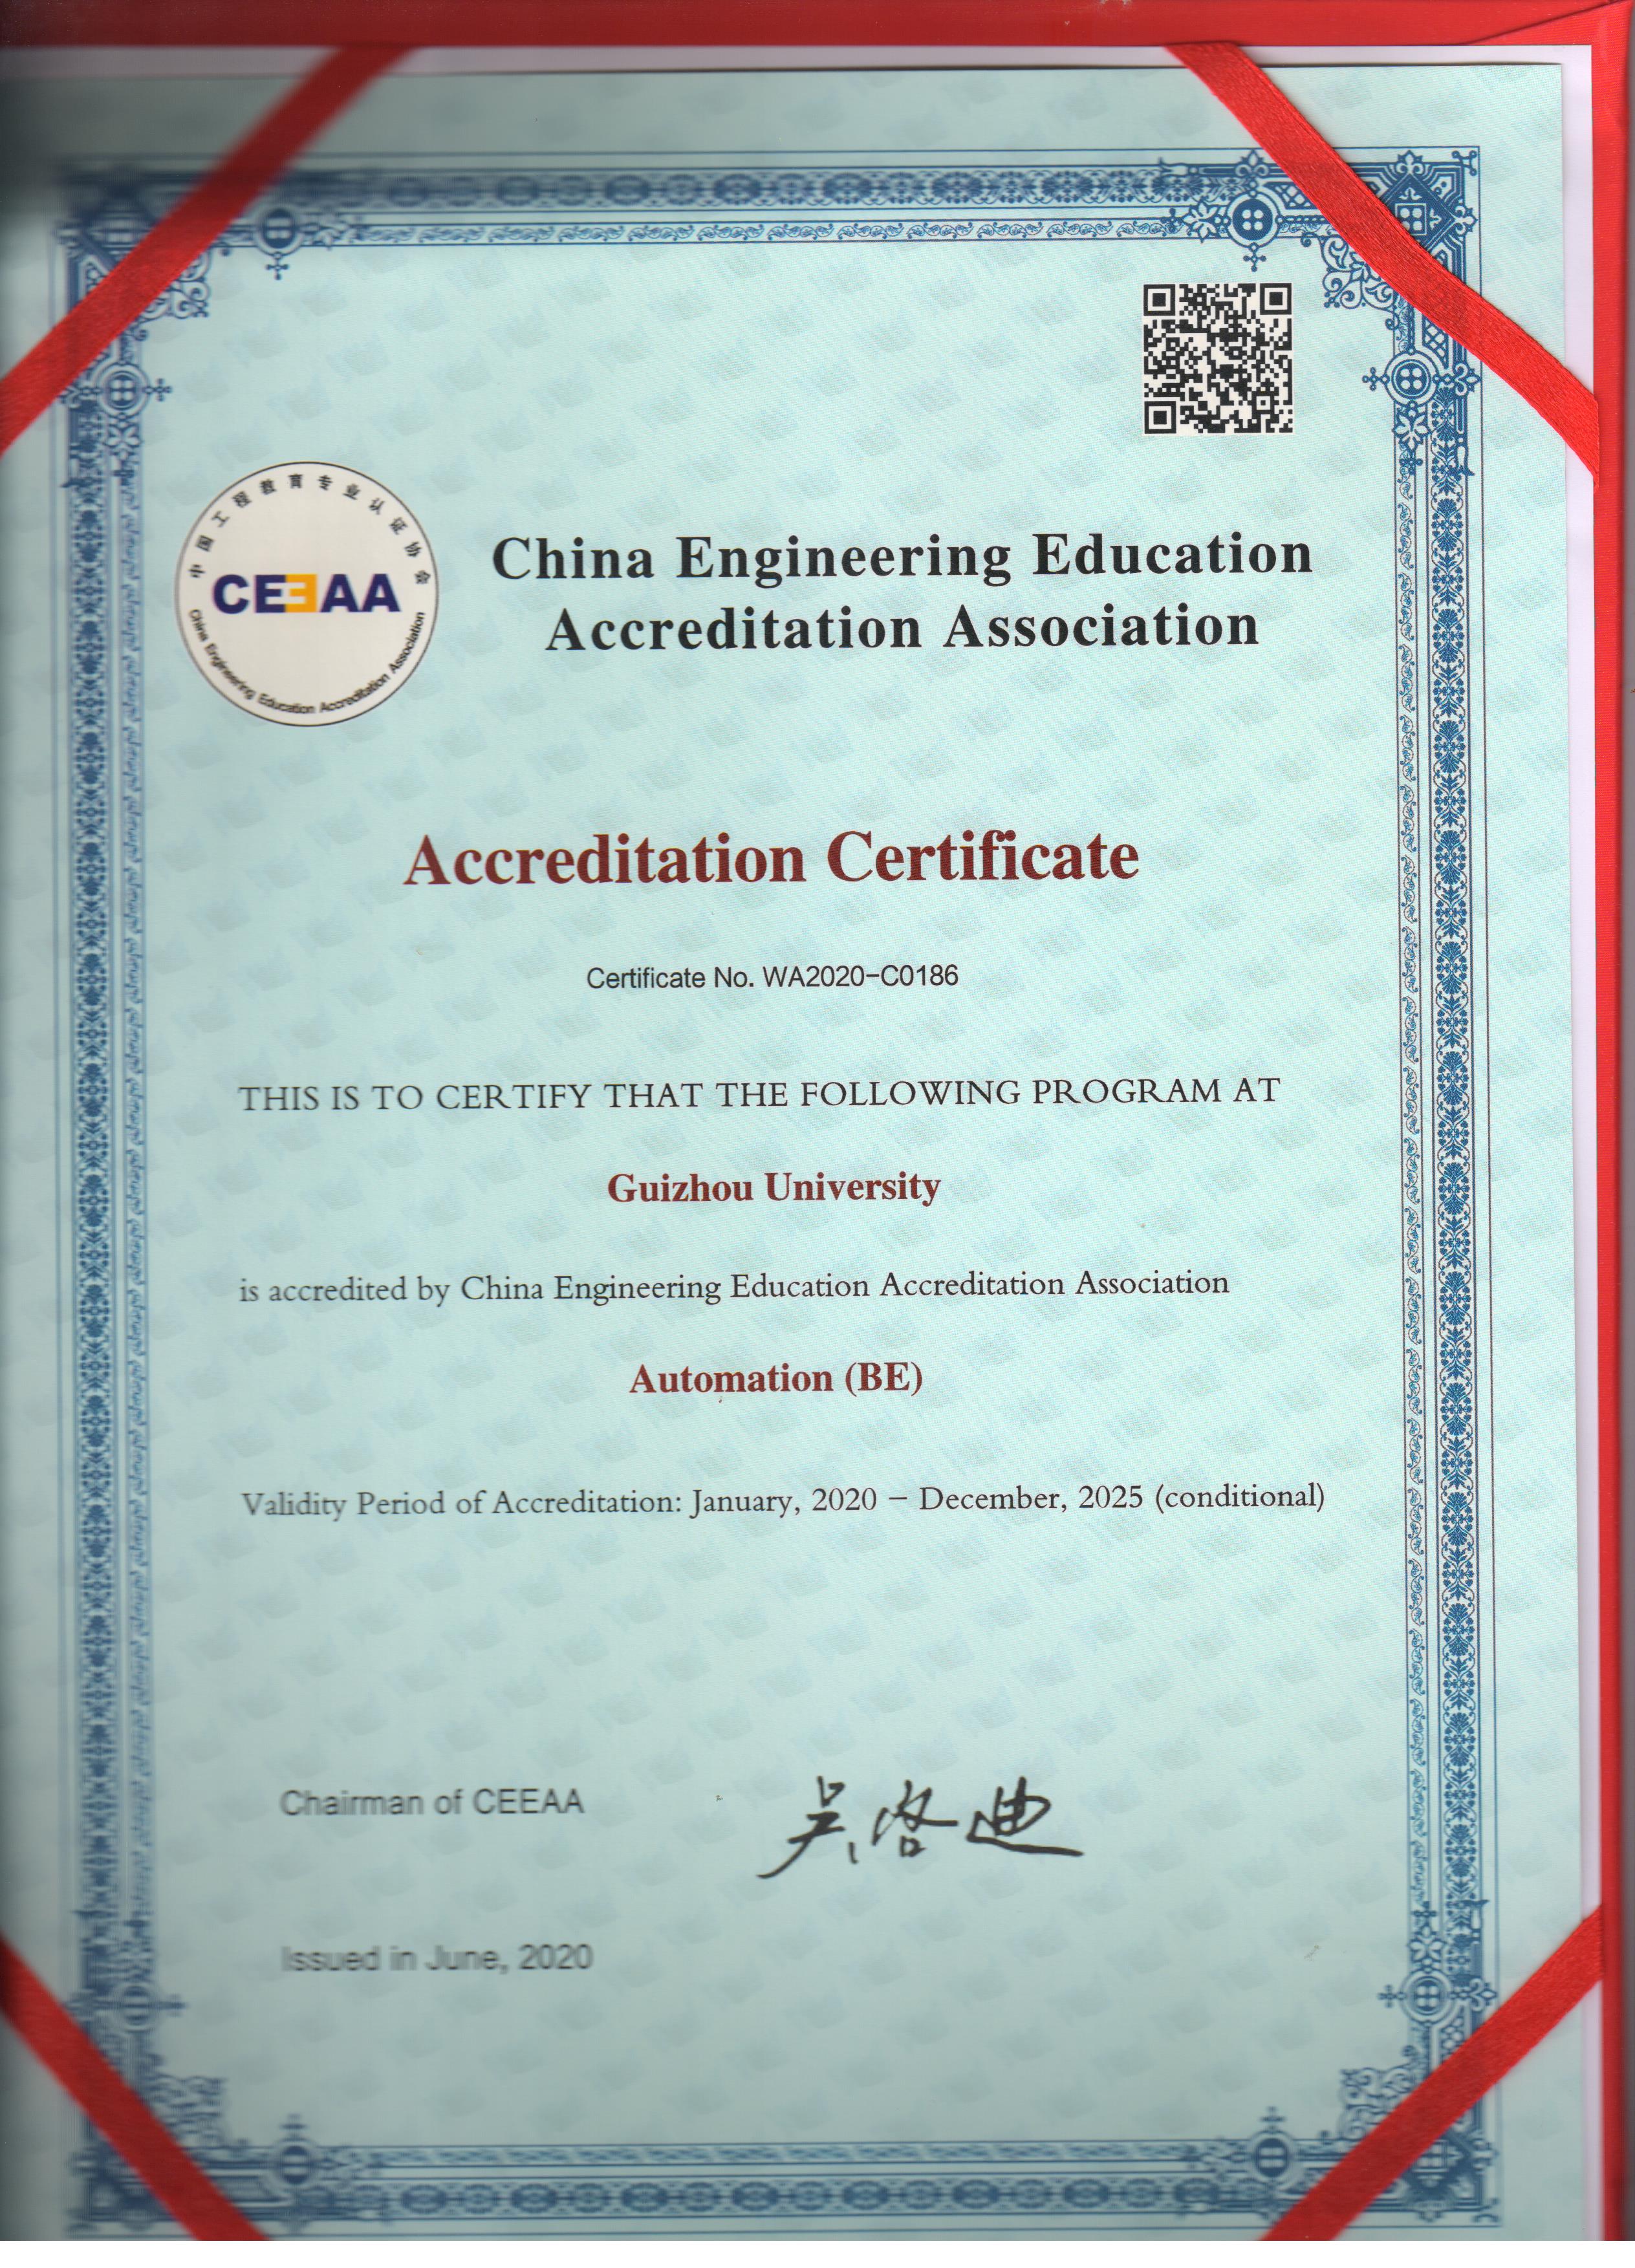 中国工程教育专业认证协会
CEEAA
China Engineering Education Accreditation Association
China Engineering Education
Accreditation Association
Accreditation Certificate
Certificate No. WA2020-C0186
THIS IS TO CERTIFY THAT THE FOLLOWING PROGRAM AT
Guizhou University
is accredited by China Engineering Education Accreditation Association
Automation (BE)
Validity Period of Accreditation: January, 2020 – December, 2025 (conditional)
Chairman of CEEAA
吴启迪
Issued in June, 2020